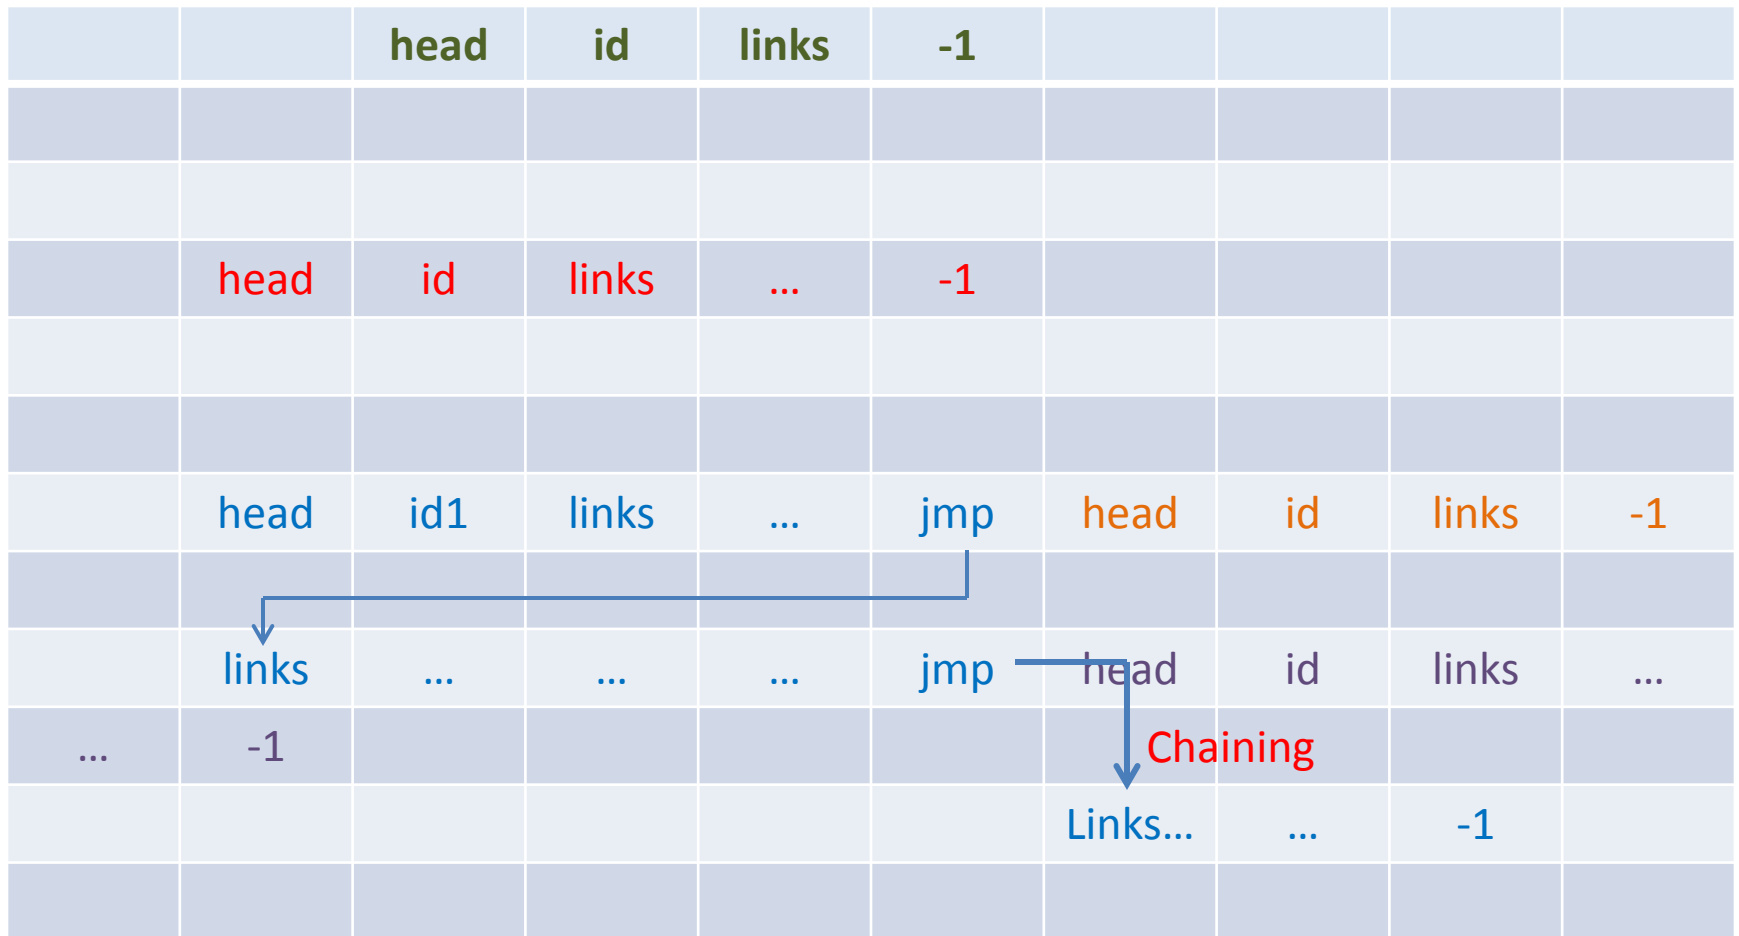 head id links -1
head id links ... -1
head id1 links ... jmp head id links -1
links ... ... ... jmp head id links ...
... -1 Chaining
Links... ... -1